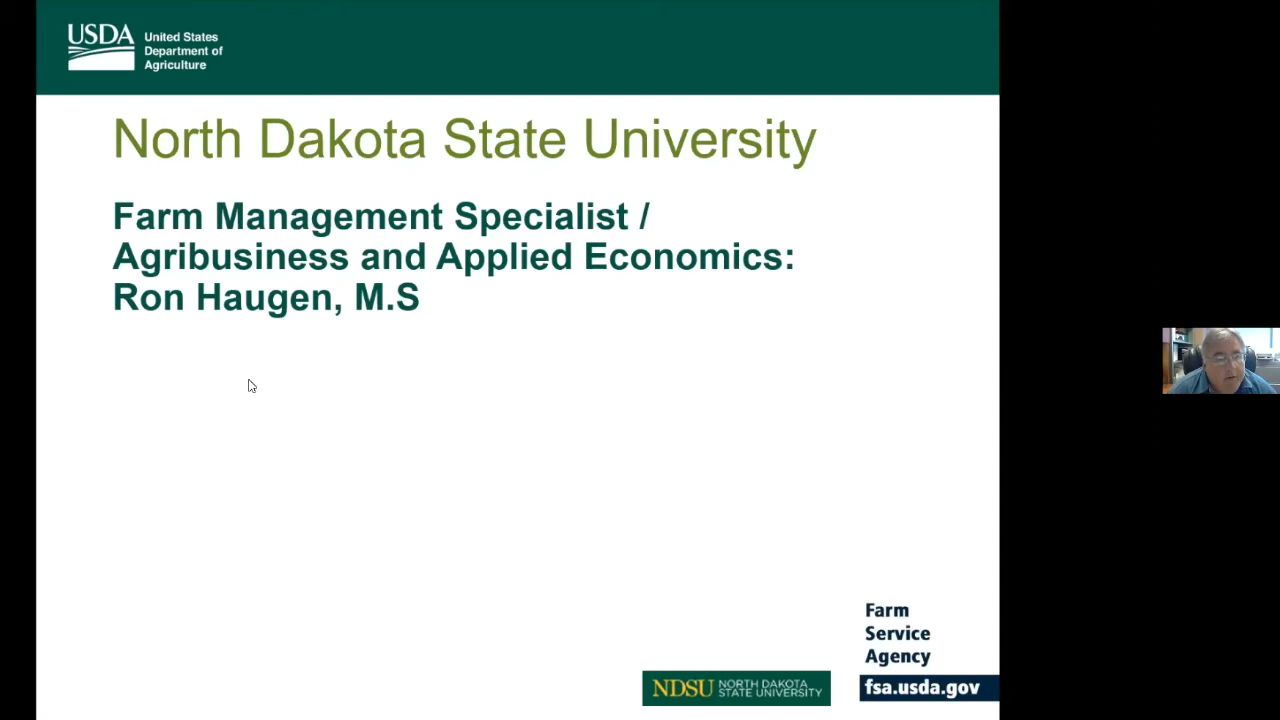 USDA
United States
Department of
Agriculture
North Dakota State University
Farm Management Specialist /
Agribusiness and Applied Economics:
Ron Haugen, M.S
Farm
Service
Agency
fsa.usda.gov
NDSU NORTH DAKOTA
STATE UNIVERSITY